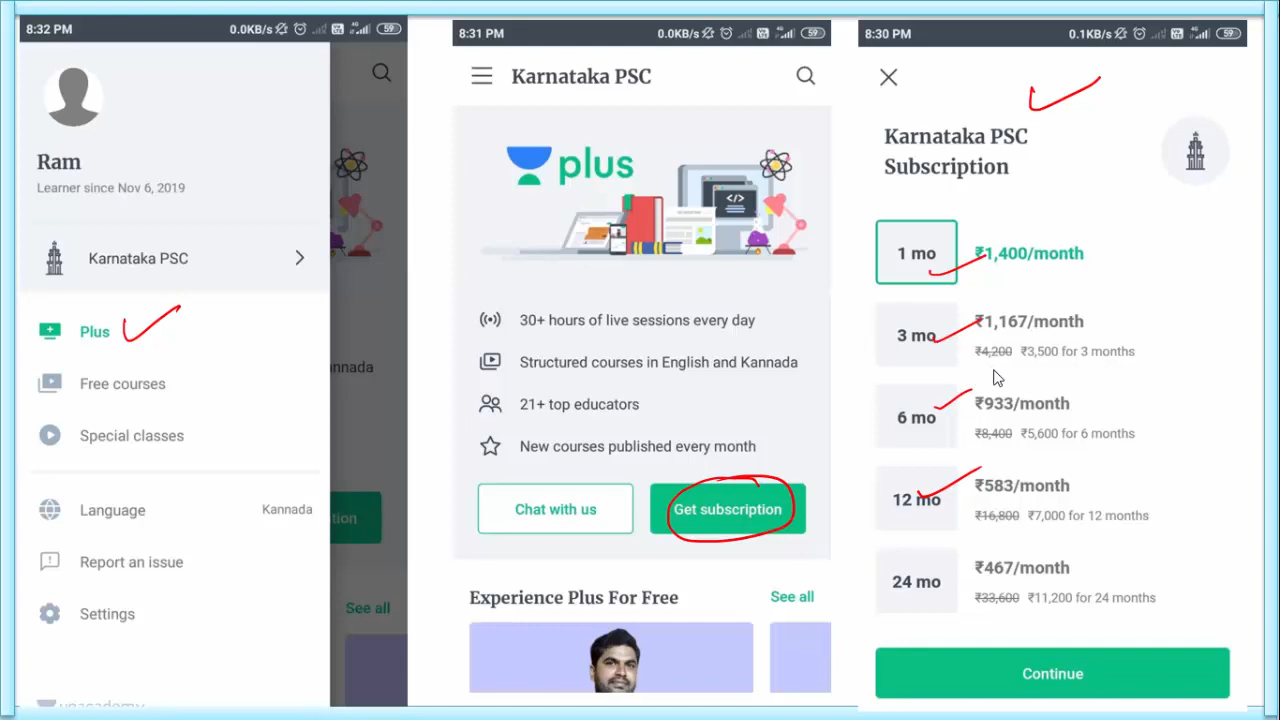 8:32 PM
0.0KB/s
4G
59
Ram
Learner since Nov 6, 2019
Karnataka PSC
Plus
Free courses
Special classes
Language
Kannada
Report an issue
Settings
unacademy
nnada
tion
See all
8:31 PM
0.0KB/s
4G
59
Karnataka PSC
plus
</>
30+ hours of live sessions every day
Structured courses in English and Kannada
21+ top educators
New courses published every month
Chat with us
Get subscription
Experience Plus For Free
See all
8:30 PM
0.1KB/s
4G
59
Karnataka PSC
Subscription
1 mo
₹1,400/month
3 mo
₹1,167/month
₹4,200 ₹3,500 for 3 months
6 mo
₹933/month
₹8,400 ₹5,600 for 6 months
12 mo
₹583/month
₹16,800 ₹7,000 for 12 months
24 mo
₹467/month
₹33,600 ₹11,200 for 24 months
Continue